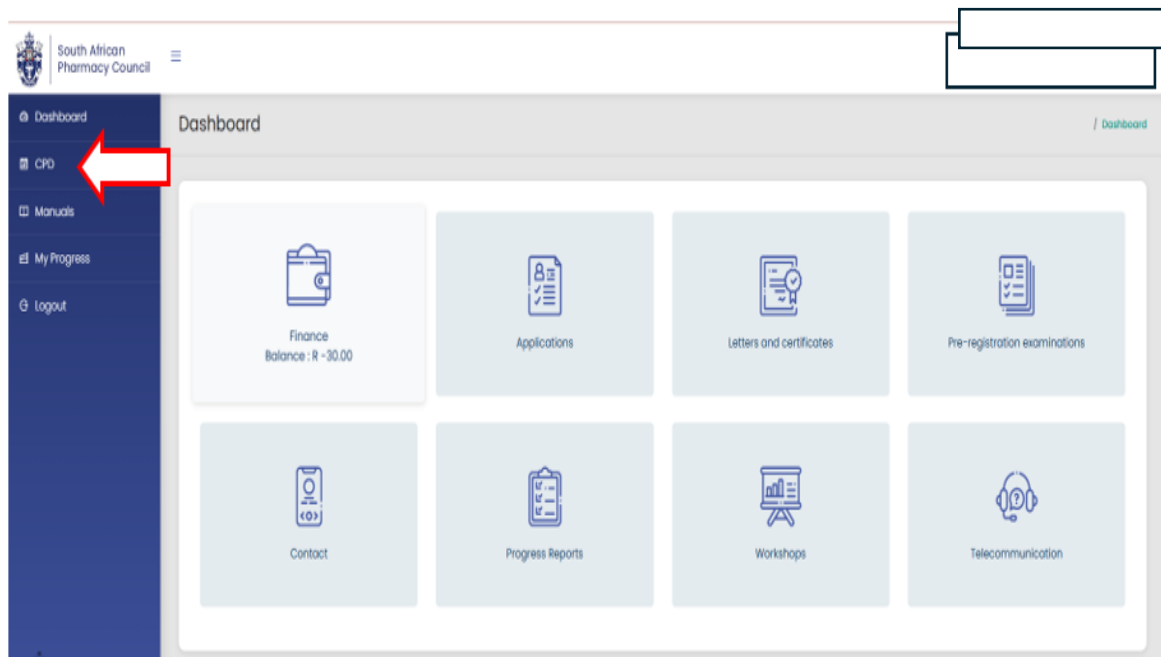 South African
Pharmacy Council
Dashboard
CPD
Manuals
My Progress
Logout
Dashboard
/ Dashboard
Finance
Balance : R -30.00
Applications
Letters and certificates
Pre-registration examinations
Contact
Progress Reports
Workshops
Telecommunication